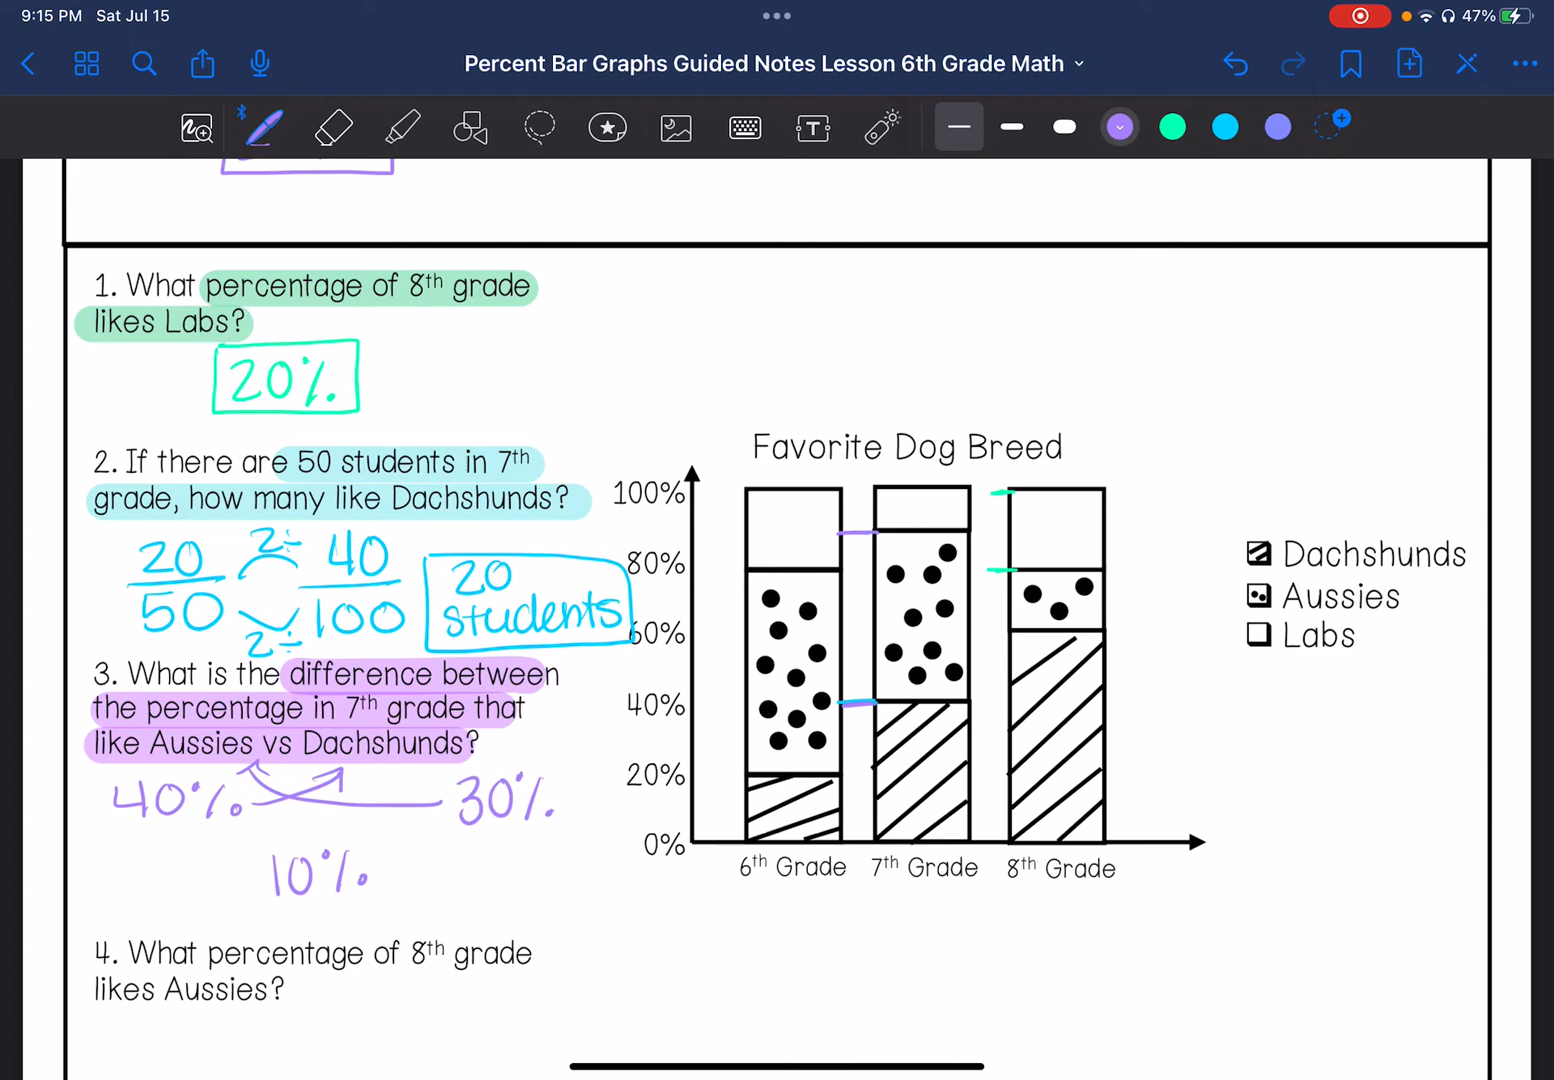 9:15 PM Sat Jul 15
47%
Percent Bar Graphs Guided Notes Lesson 6th Grade Math
T
1. What percentage of 8th grade
likes Labs?
20%
2. If there are 50 students in 7th
grade, how many like Dachshunds?
2÷
20/50 40/100
2÷
20
students
3. What is the difference between
the percentage in 7th grade that
like Aussies vs Dachshunds?
40% 30%
10%
4. What percentage of 8th grade
likes Aussies?
Favorite Dog Breed
100%
80%
60%
40%
20%
0%
6th Grade 7th Grade 8th Grade
Dachshunds
Aussies
Labs